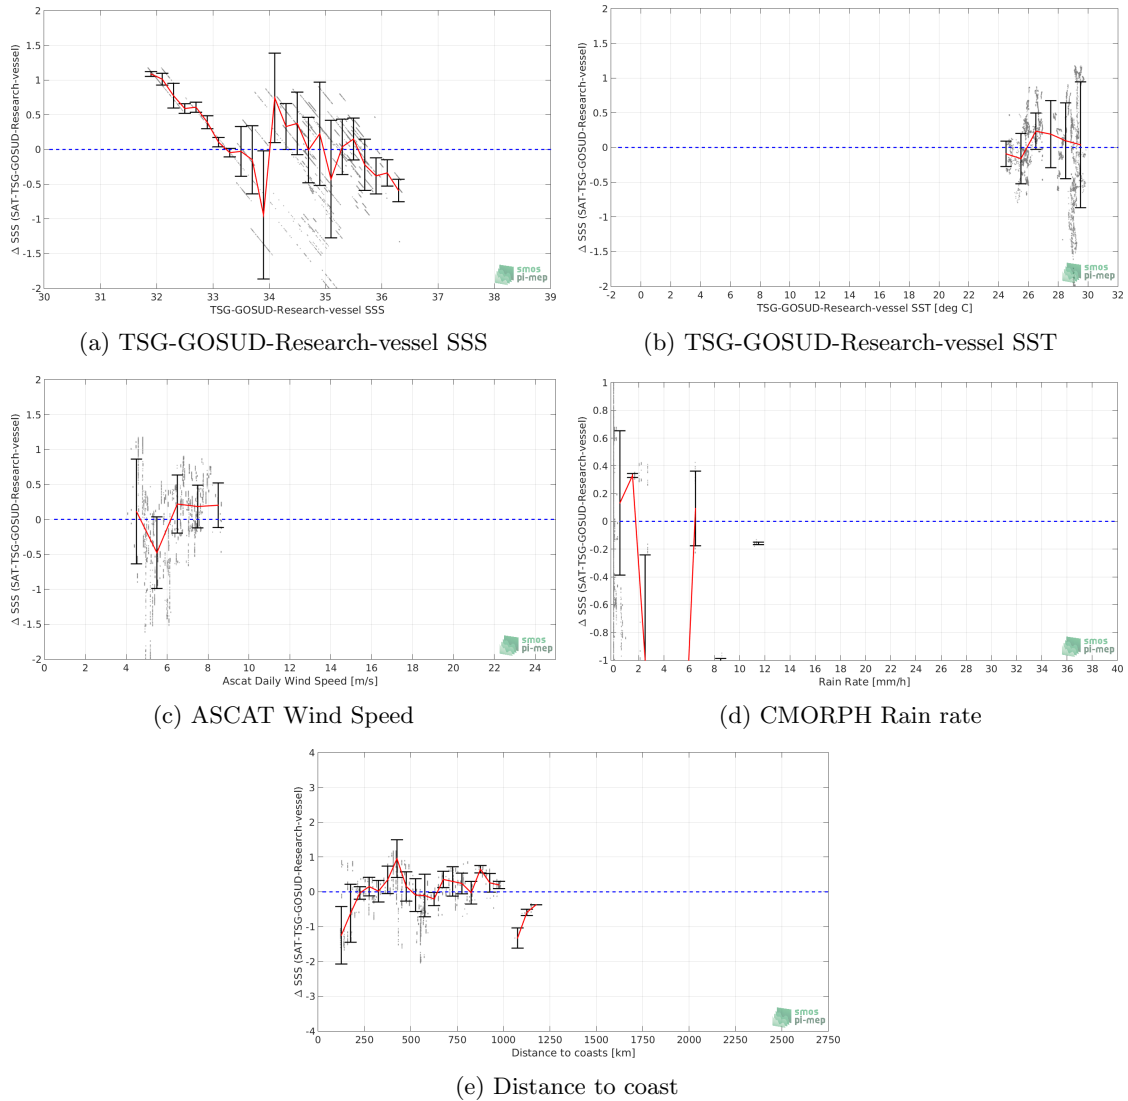 2
1.5
1
0.5
0
-0.5
-1
-1.5
-2
Δ SSS (SAT-TSG-GOSUD-Research-vessel)
30 31 32 33 34 35 36 37 38 39
TSG-GOSUD-Research-vessel SSS
smos
pi-mep
(a) TSG-GOSUD-Research-vessel SSS
2
1.5
1
0.5
0
-0.5
-1
-1.5
-2
Δ SSS (SAT-TSG-GOSUD-Research-vessel)
-2 0 2 4 6 8 10 12 14 16 18 20 22 24 26 28 30 32
TSG-GOSUD-Research-vessel SST [deg C]
smos
pi-mep
(b) TSG-GOSUD-Research-vessel SST
2
1.5
1
0.5
0
-0.5
-1
-1.5
-2
Δ SSS (SAT-TSG-GOSUD-Research-vessel)
0 2 4 6 8 10 12 14 16 18 20 22 24
Ascat Daily Wind Speed [m/s]
smos
pi-mep
(c) ASCAT Wind Speed
1
0.8
0.6
0.4
0.2
0
-0.2
-0.4
-0.6
-0.8
-1
Δ SSS (SAT-TSG-GOSUD-Research-vessel)
0 2 4 6 8 10 12 14 16 18 20 22 24 26 28 30 32 34 36 38 40
Rain Rate [mm/h]
smos
pi-mep
(d) CMORPH Rain rate
4
3
2
1
0
-1
-2
-3
-4
Δ SSS (SAT-TSG-GOSUD-Research-vessel)
0 250 500 750 1000 1250 1500 1750 2000 2250 2500 2750
Distance to coasts [km]
smos
pi-mep
(e) Distance to coast